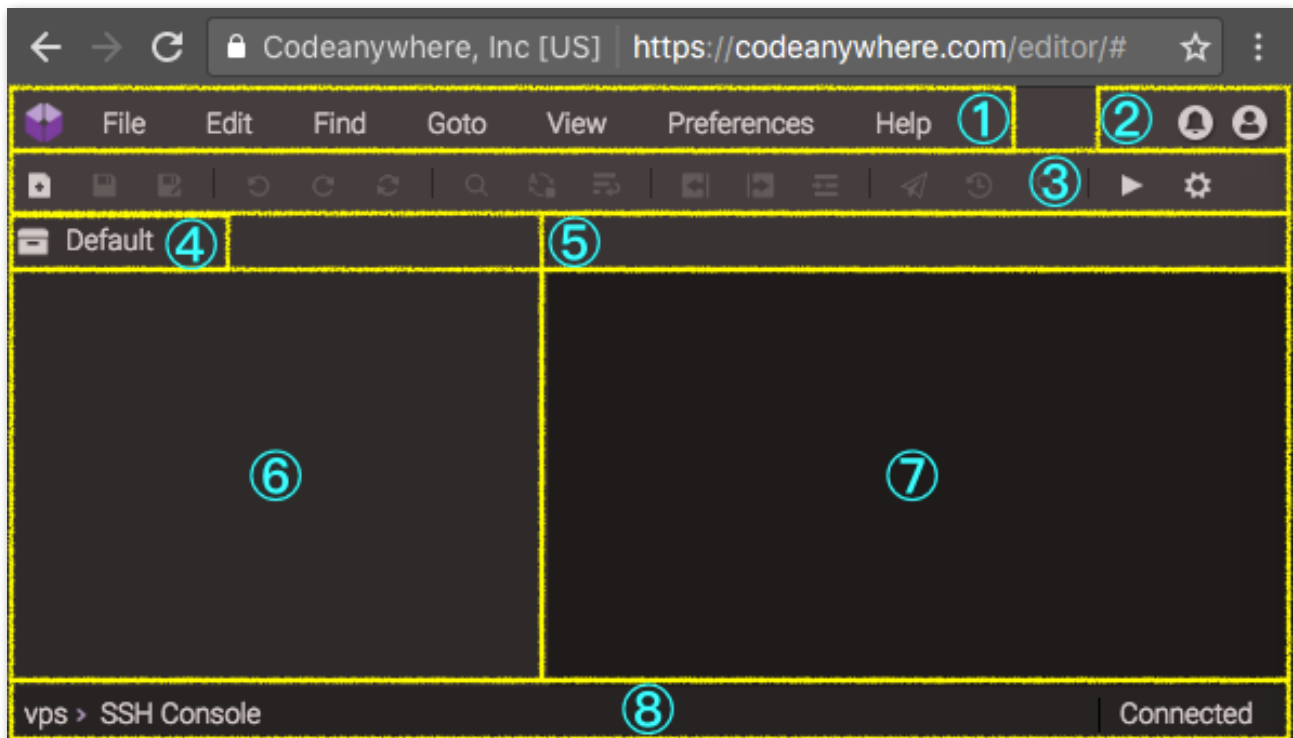 Codeanywhere, Inc [US] https://codeanywhere.com/editor/#
File Edit Find Goto View Preferences Help ① ②
③
Default ④ ⑤
⑥ ⑦
vps > SSH Console ⑧ Connected